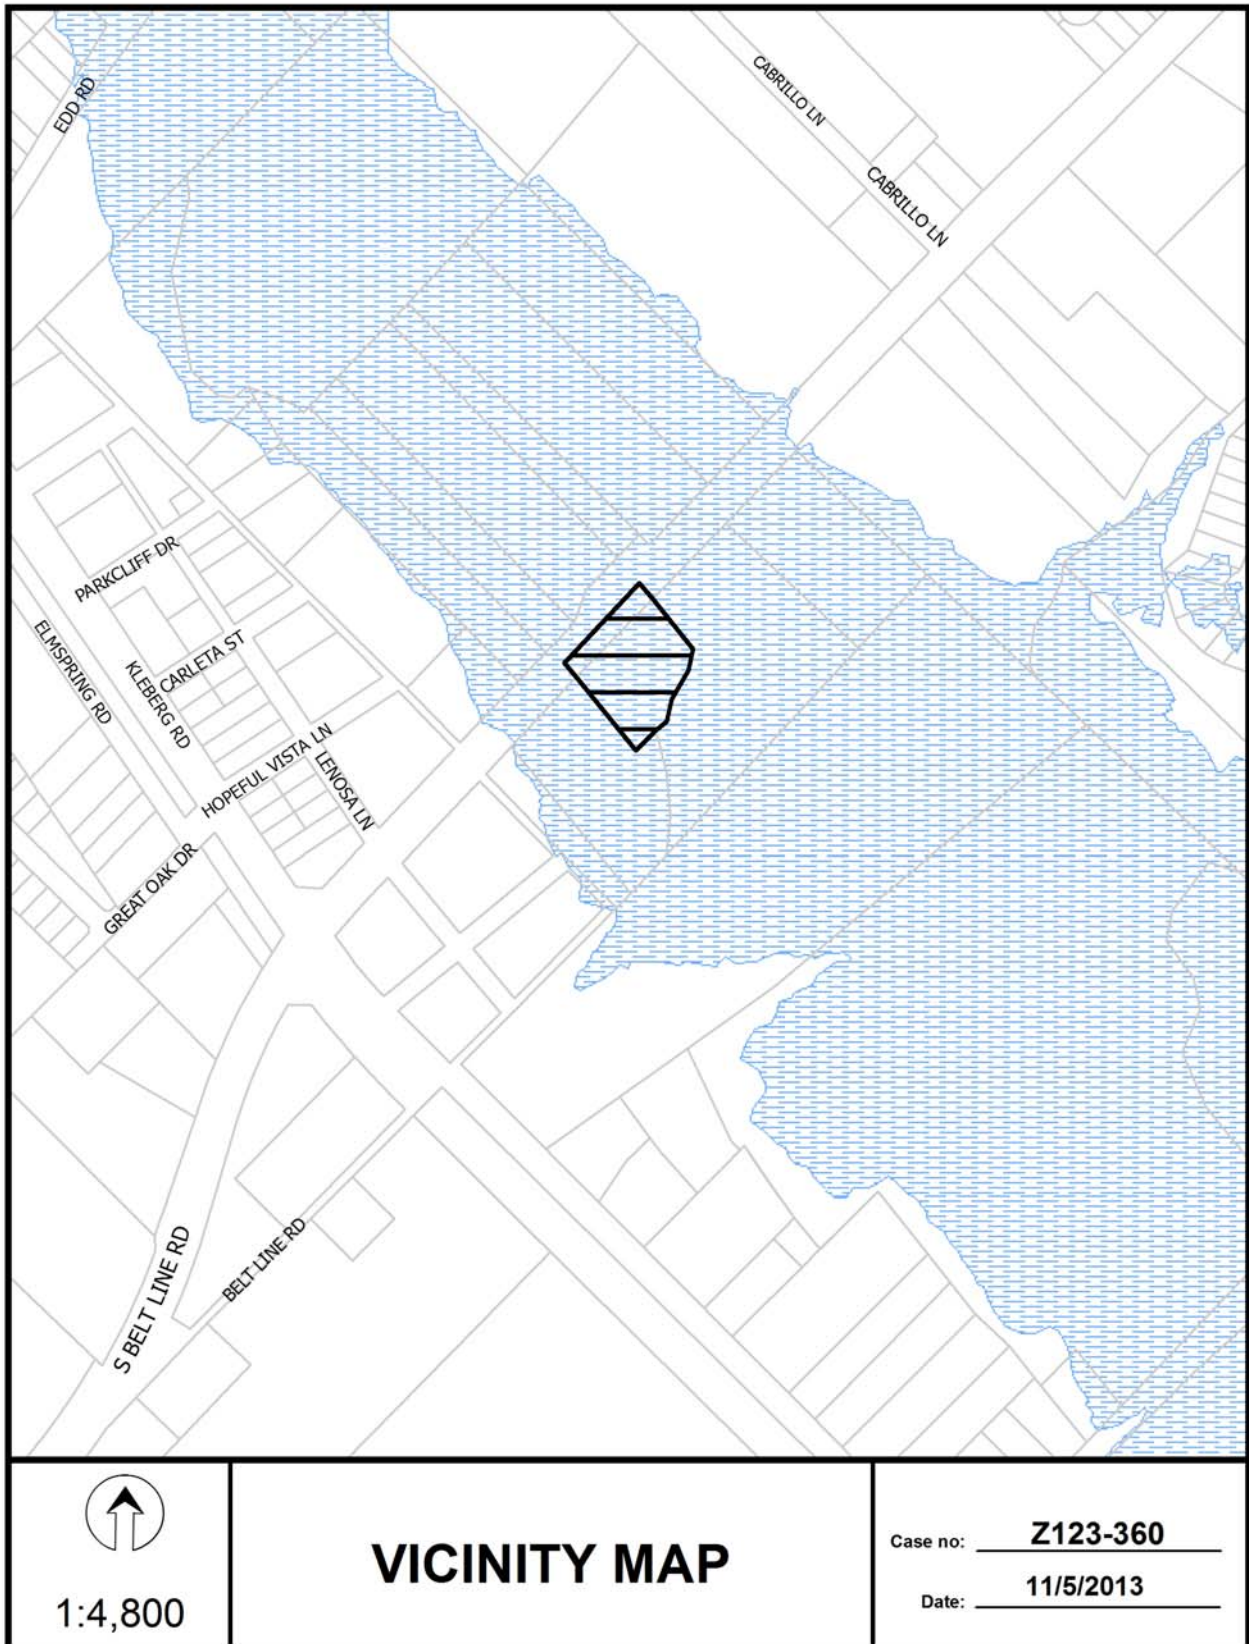 EDD RD
CABRILLO LN
CABRILLO LN
PARKCLIFF DR
ELMSPRING RD
KLEBERG RD
CARLETA ST
HOPEFUL VISTA LN
LENOSA LN
GREAT OAK DR
S BELT LINE RD
BELT LINE RD
1:4,800
VICINITY MAP
Case no: Z123-360
Date: 11/5/2013